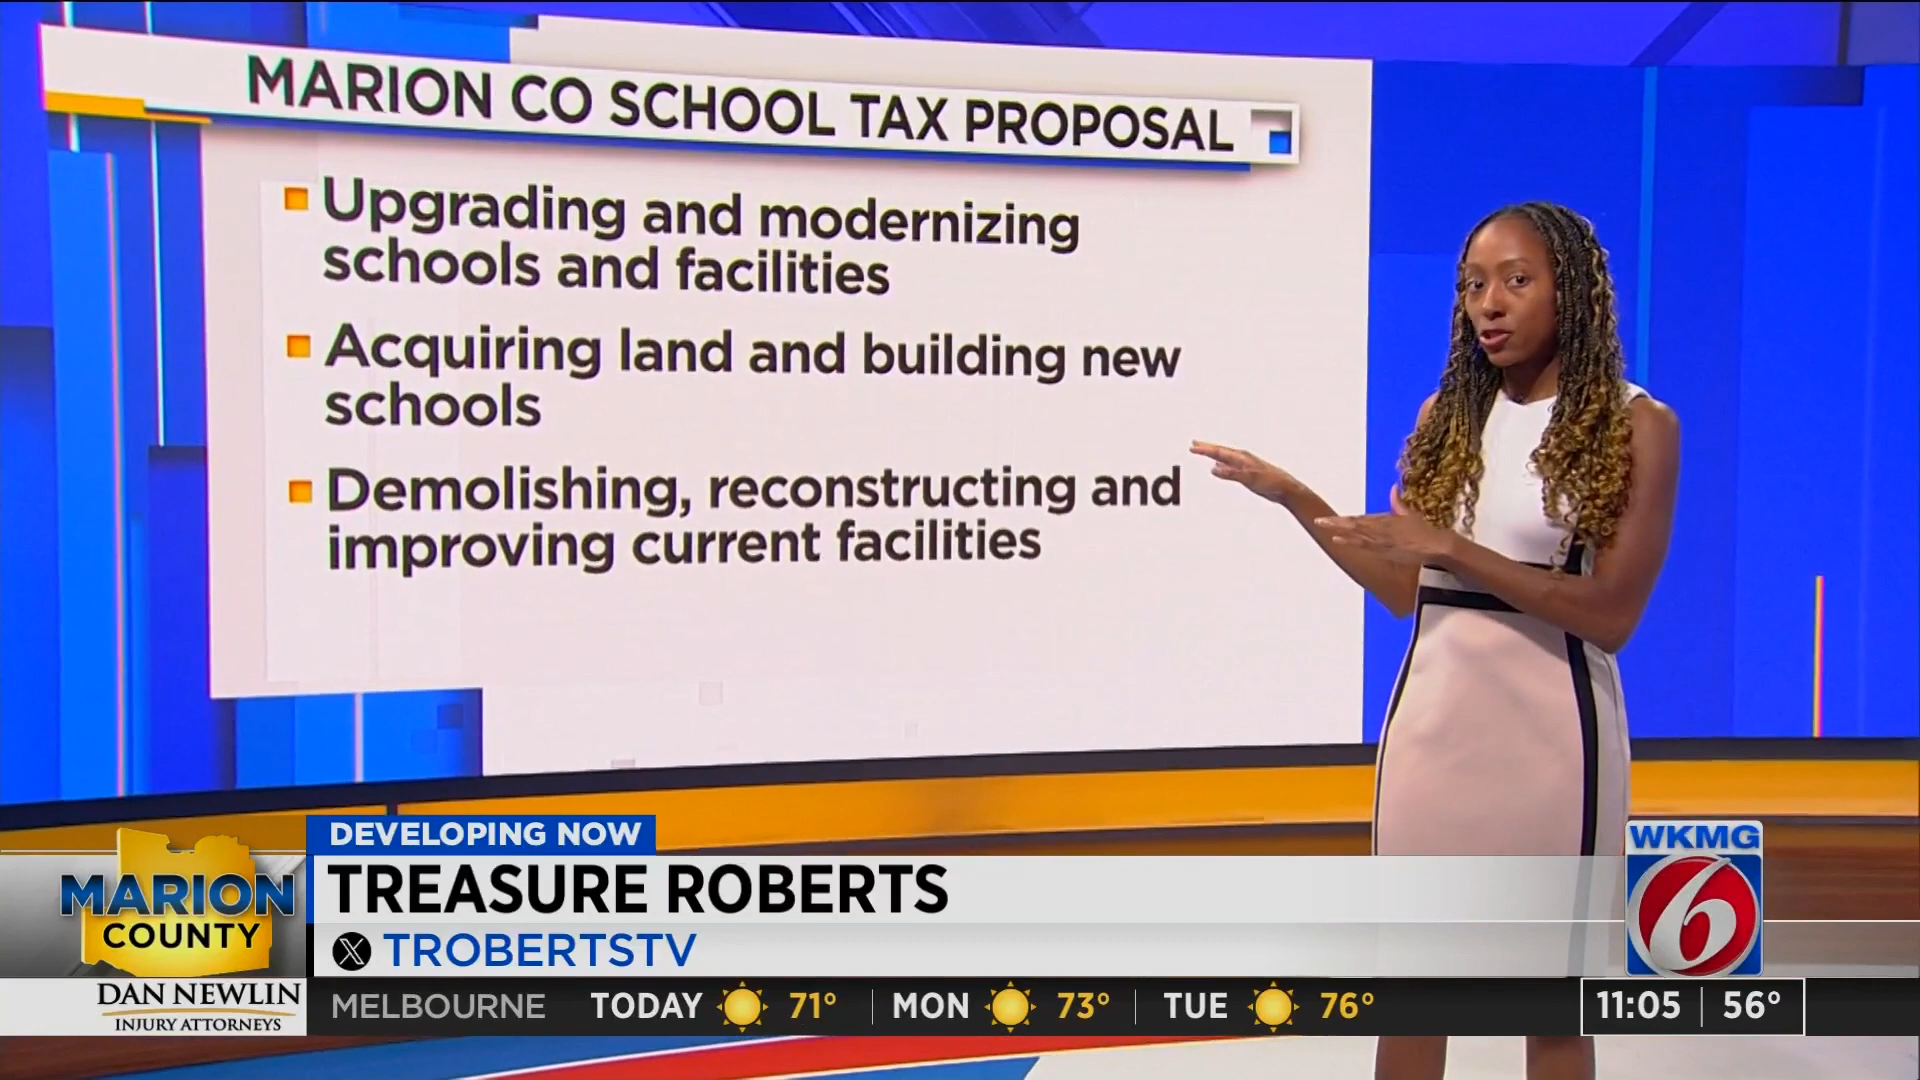 MARION CO SCHOOL TAX PROPOSAL
Upgrading and modernizing
schools and facilities
Acquiring land and building new
schools
Demolishing, reconstructing and
improving current facilities
DEVELOPING NOW
TREASURE ROBERTS
X TROBERTSTV
MARION
COUNTY
DAN NEWLIN
INJURY ATTORNEYS
WKMG
6
MELBOURNE TODAY 71° MON 73° TUE 76°
11:05 56°